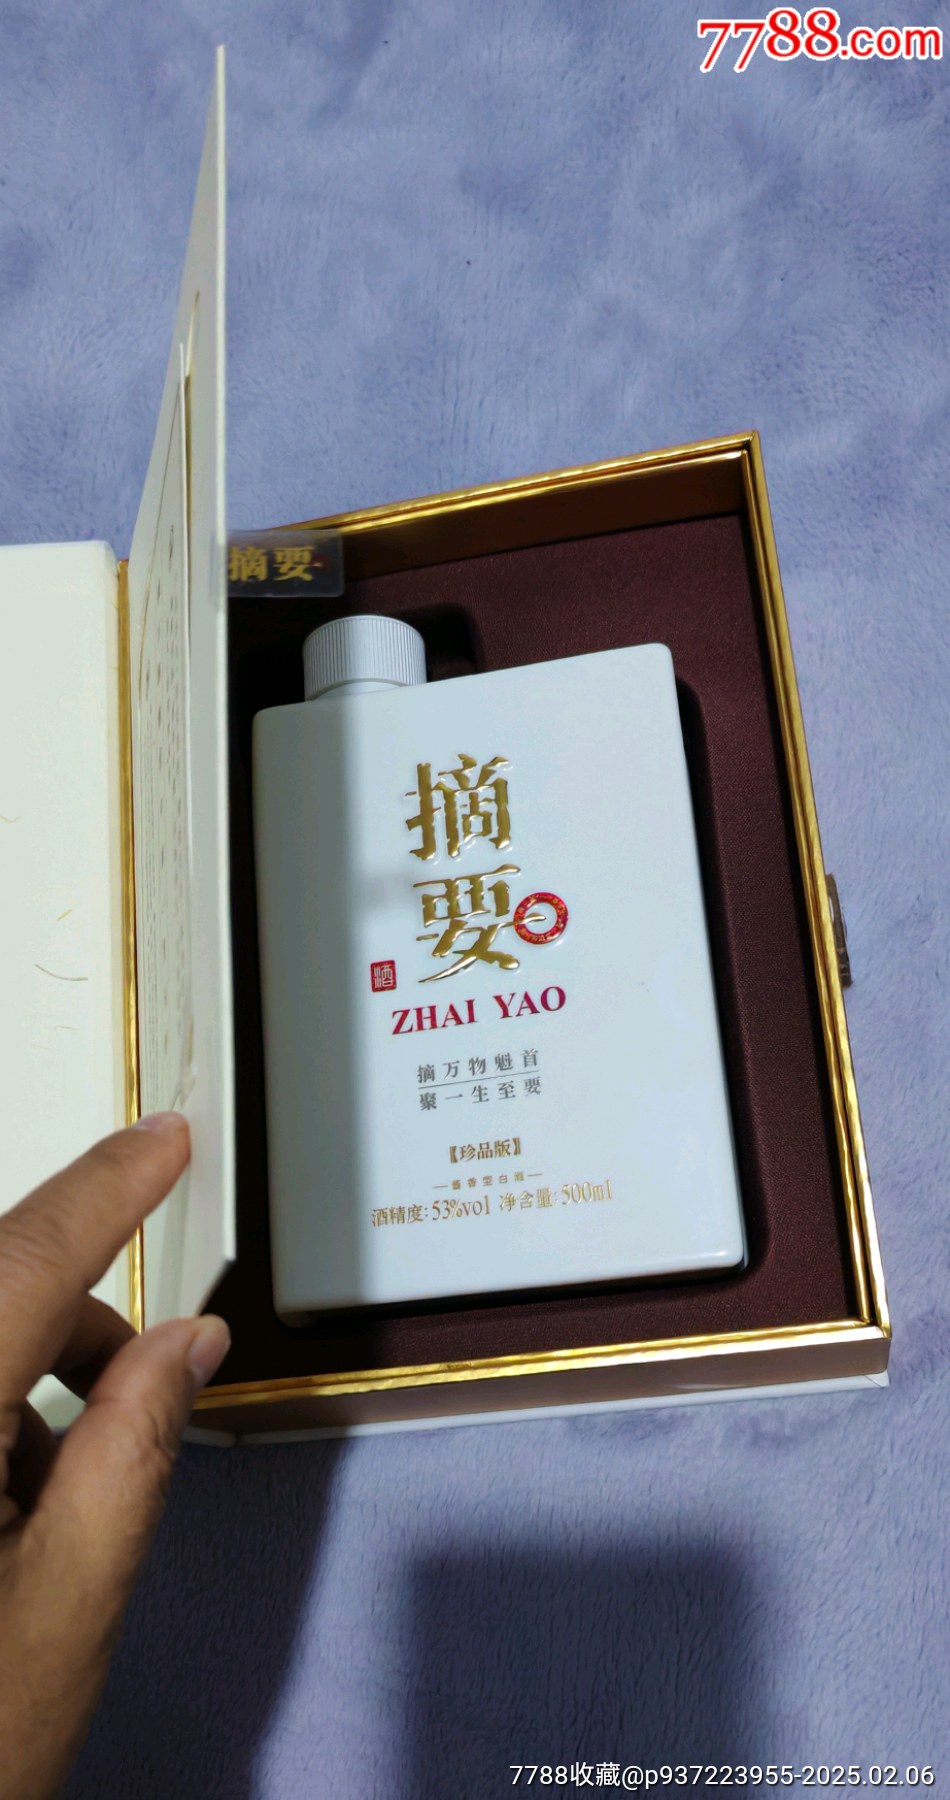 7788.com
摘要
摘
要
酒
ZHAI YAO
摘万物魁首
聚一生至要
【珍品版】
酱香型白酒
酒精度:53%vol 净含量:500ml
7788收藏@p937223955-2025.02.06